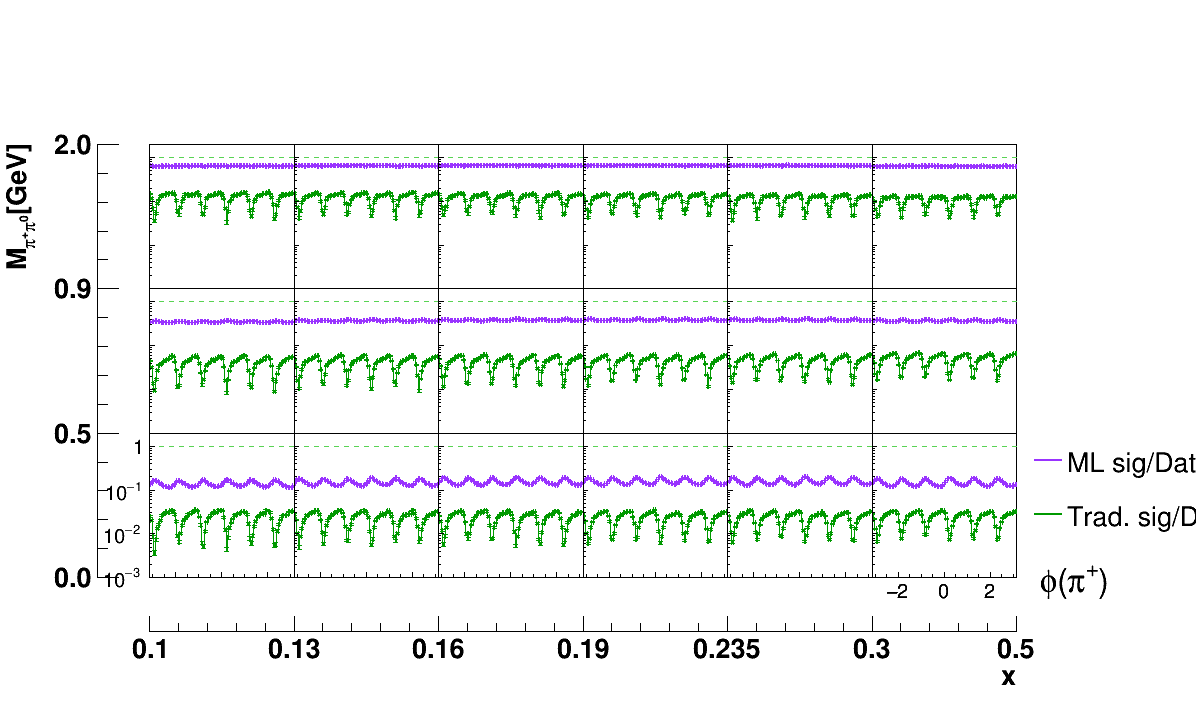 M_{π^+π^0}[GeV]
2.0
0.9
0.5
0.0
1
10^{−1}
10^{−2}
10^{−3}
ML sig/Dat
Trad. sig/D
−2 0 2
ϕ(π^+)
0.1 0.13 0.16 0.19 0.235 0.3 0.5
x